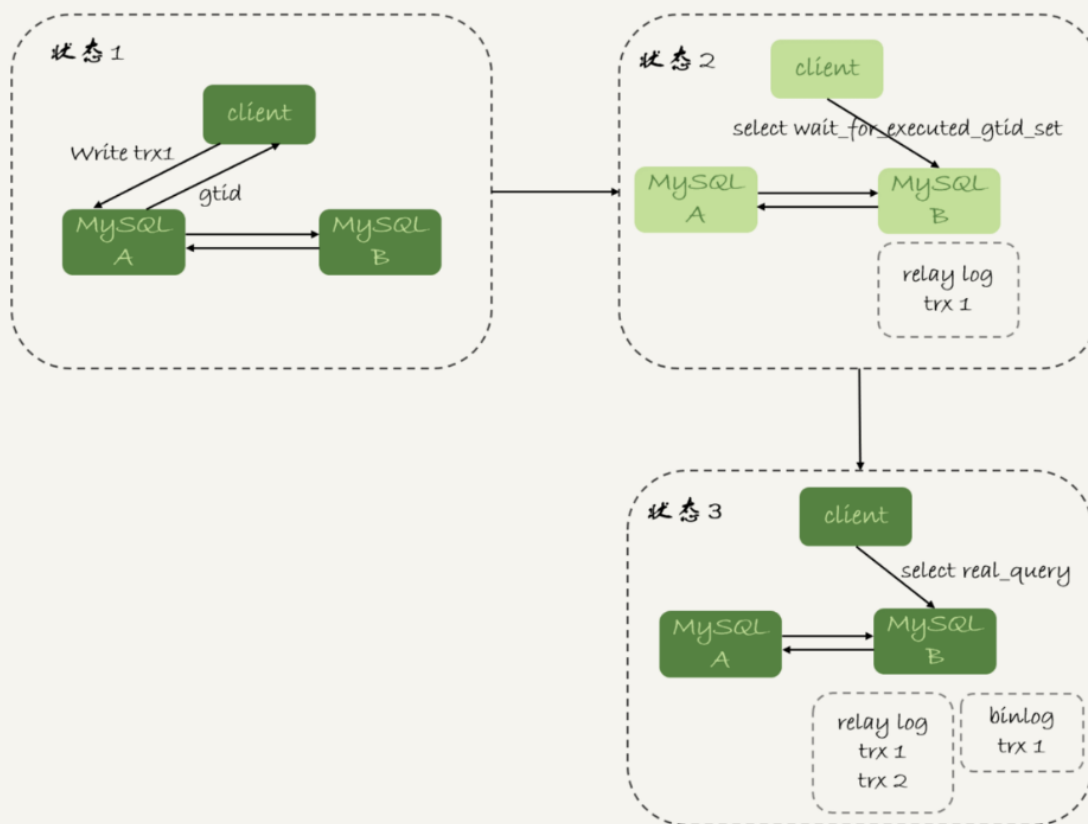 状态1
client
Write trx1
gtid
MySQL
A
MySQL
B
状态2
client
select wait_for_executed_gtid_set
MySQL
A
MySQL
B
relay log
trx 1
状态3
client
select real_query
MySQL
A
MySQL
B
relay log
trx 1
trx 2
binlog
trx 1